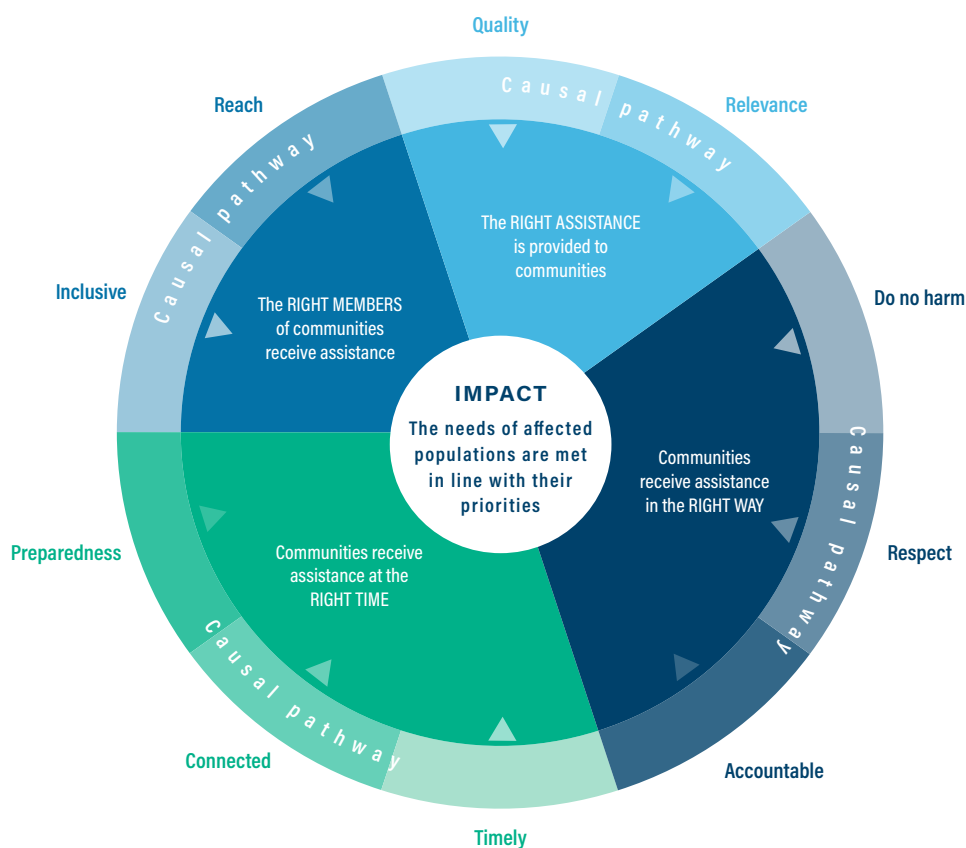 Quality
Causal pathway
Relevance
The RIGHT ASSISTANCE
is provided to
communities
Do no harm
Causal pathway
Respect
Accountable
Communities
receive assistance
in the RIGHT WAY
Timely
Connected
Preparedness
Causal pathway
Communities receive
assistance at the
RIGHT TIME
Inclusive
Reach
Causal pathway
The RIGHT MEMBERS
of communities
receive assistance
IMPACT
The needs of affected
populations are met
in line with their
priorities